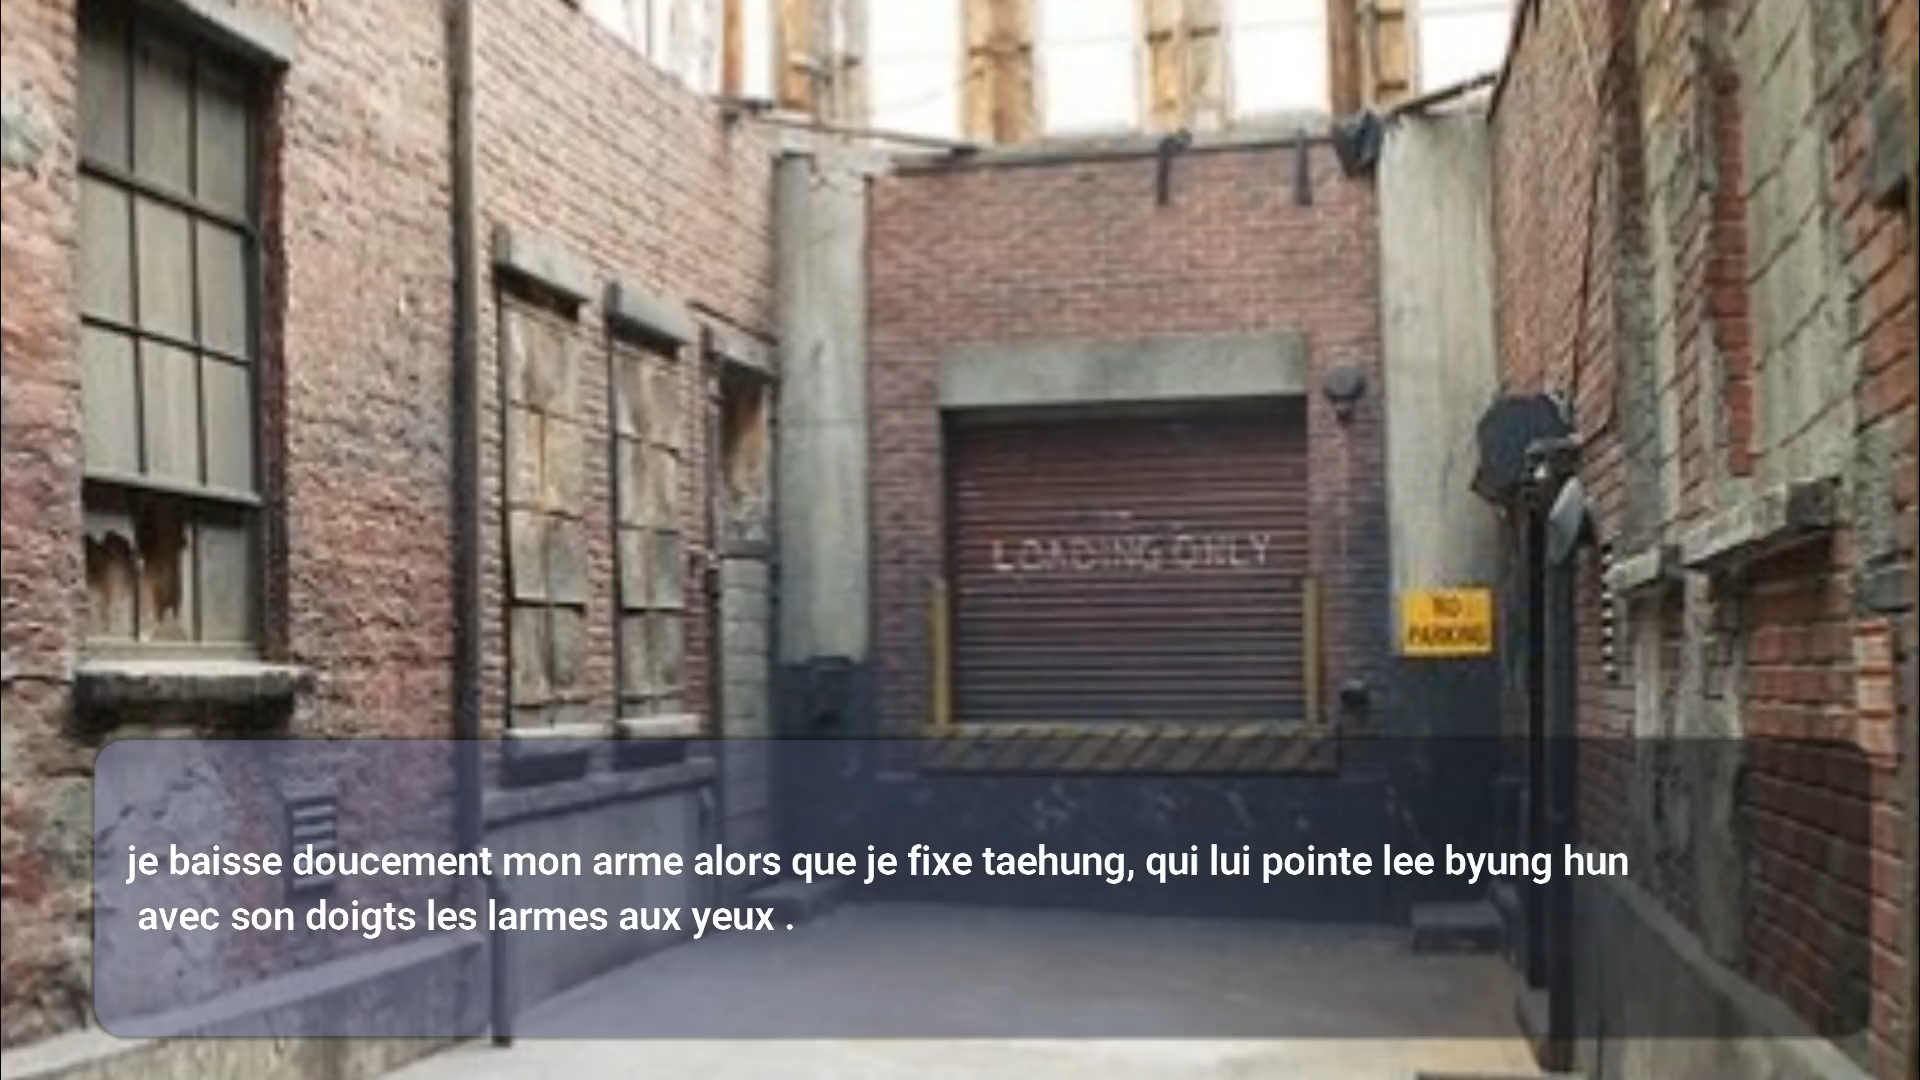 LOADING ONLY
NO
PARKING
je baisse doucement mon arme alors que je fixe taehung, qui lui pointe lee byung hun
avec son doigts les larmes aux yeux .